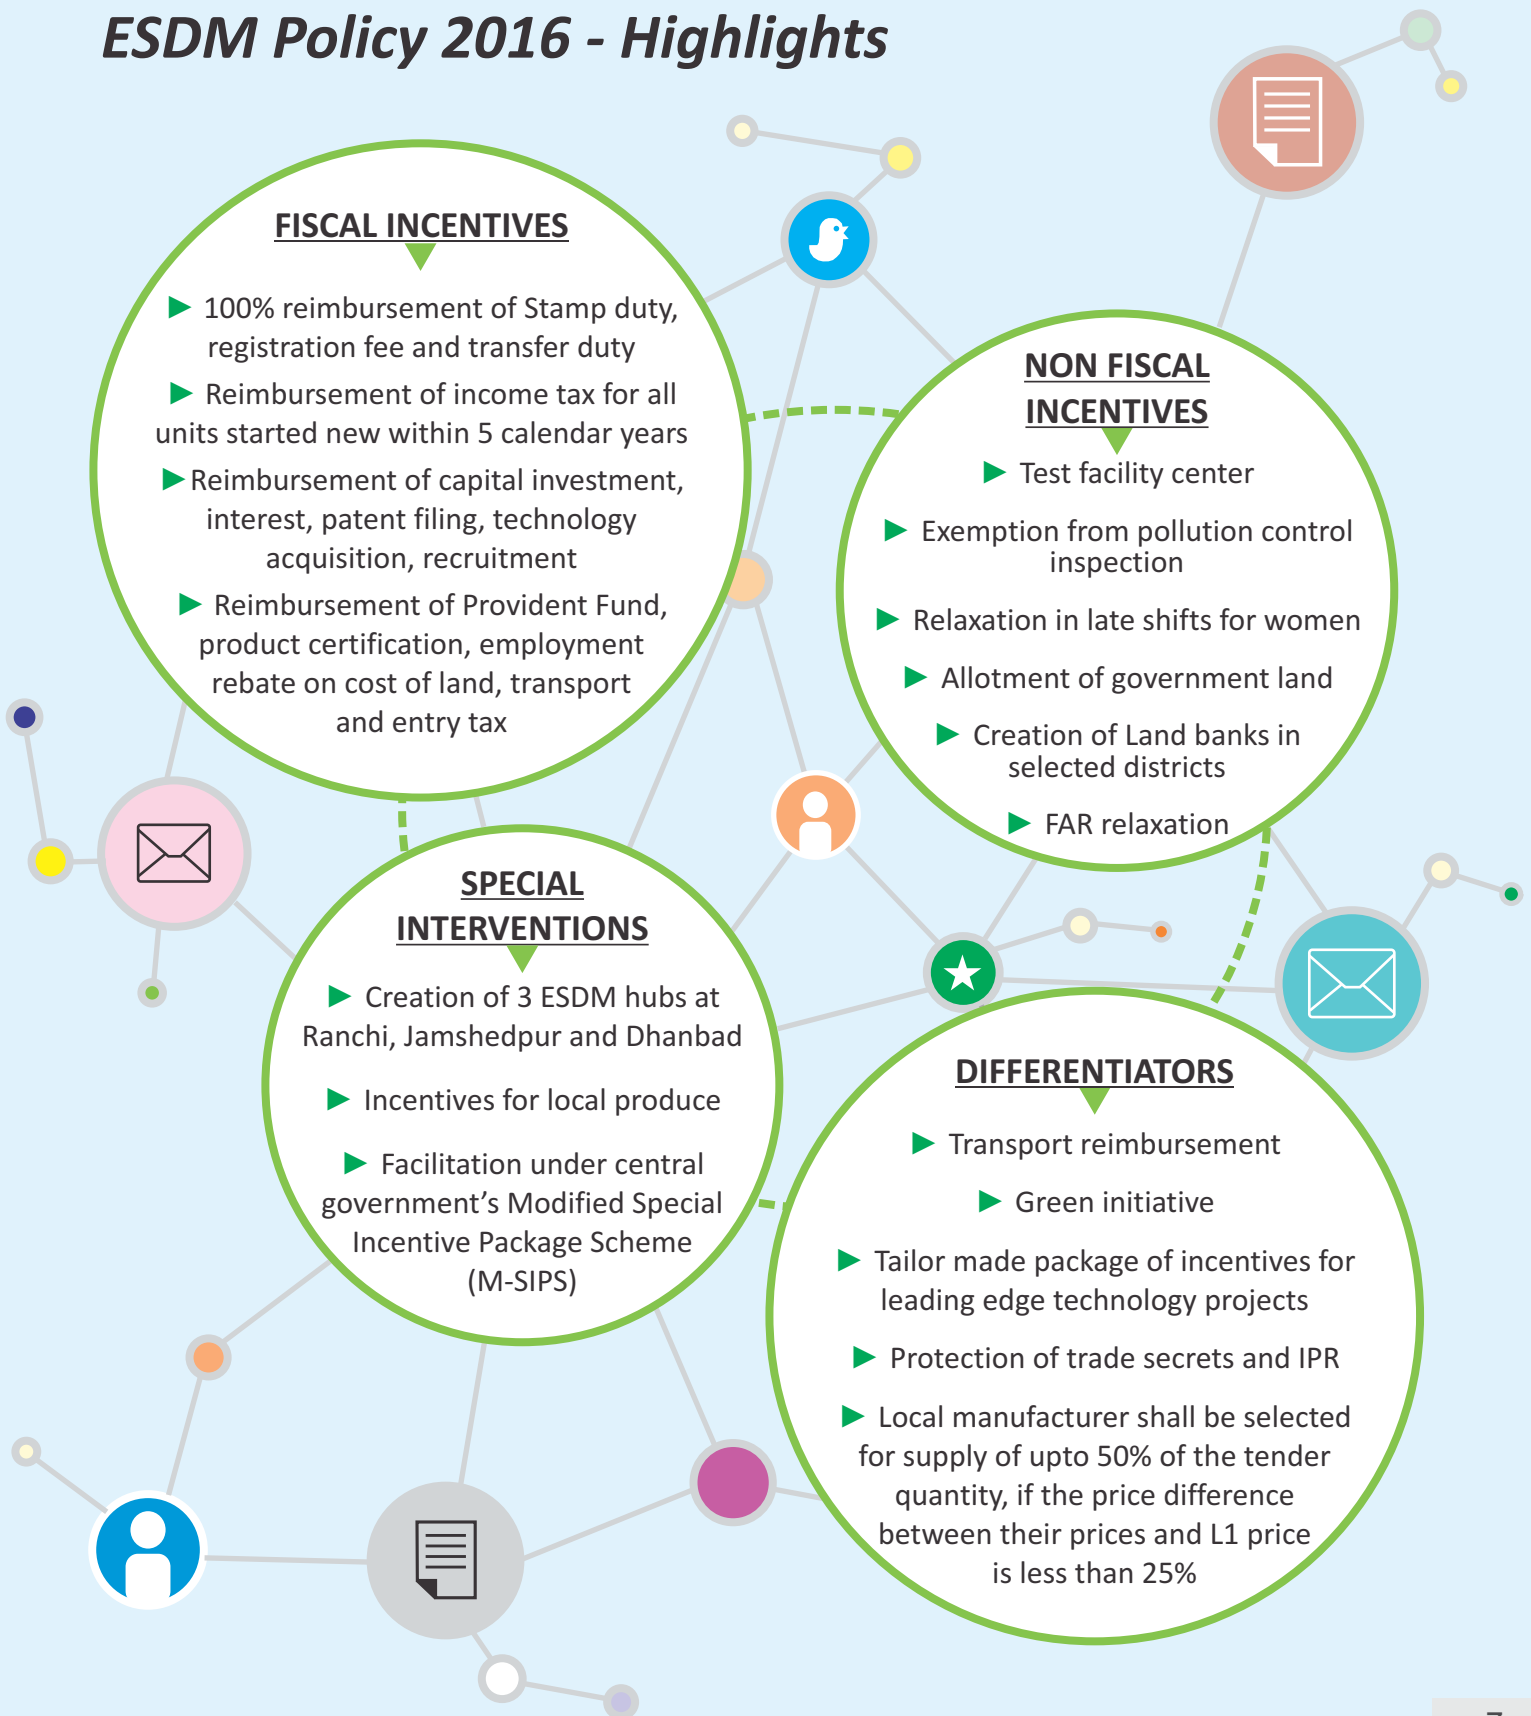 ESDM Policy 2016 - Highlights
FISCAL INCENTIVES
► 100% reimbursement of Stamp duty,
registration fee and transfer duty
► Reimbursement of income tax for all
units started new within 5 calendar years
► Reimbursement of capital investment,
interest, patent filing, technology
acquisition, recruitment
► Reimbursement of Provident Fund,
product certification, employment
rebate on cost of land, transport
and entry tax
NON FISCAL
INCENTIVES
► Test facility center
► Exemption from pollution control
inspection
► Relaxation in late shifts for women
► Allotment of government land
► Creation of Land banks in
selected districts
► FAR relaxation
SPECIAL
INTERVENTIONS
► Creation of 3 ESDM hubs at
Ranchi, Jamshedpur and Dhanbad
► Incentives for local produce
► Facilitation under central
government’s Modified Special
Incentive Package Scheme
(M-SIPS)
DIFFERENTIATORS
► Transport reimbursement
► Green initiative
► Tailor made package of incentives for
leading edge technology projects
► Protection of trade secrets and IPR
► Local manufacturer shall be selected
for supply of upto 50% of the tender
quantity, if the price difference
between their prices and L1 price
is less than 25%